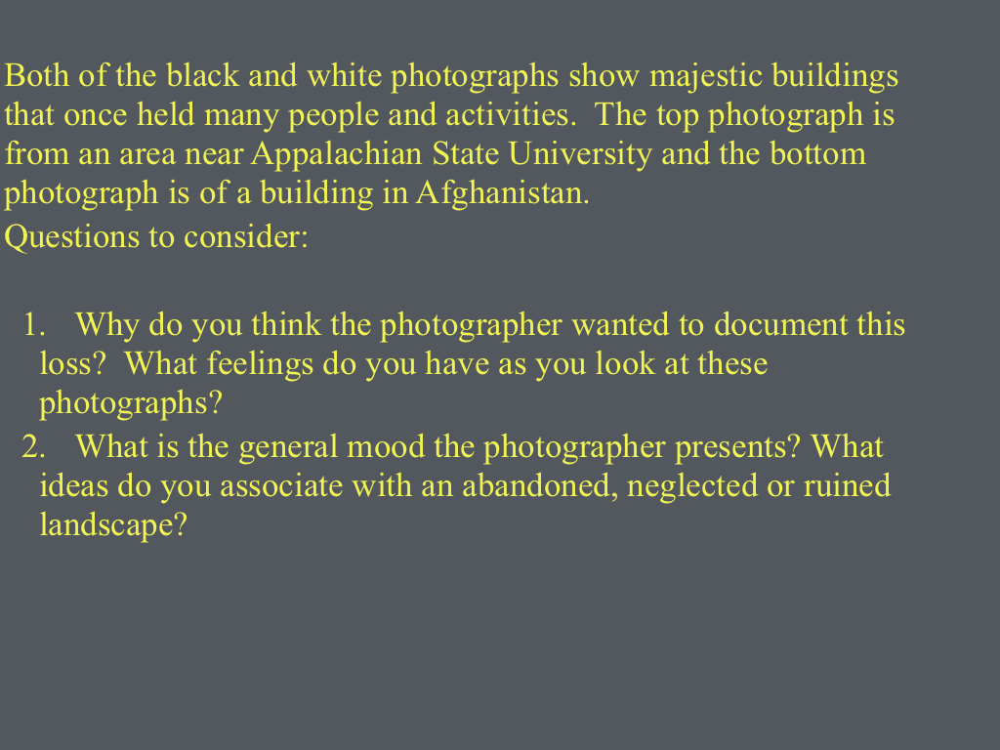 Both of the black and white photographs show majestic buildings
that once held many people and activities.  The top photograph is
from an area near Appalachian State University and the bottom
photograph is of a building in Afghanistan.
Questions to consider:
1. Why do you think the photographer wanted to document this
loss?  What feelings do you have as you look at these
photographs?
2. What is the general mood the photographer presents? What
ideas do you associate with an abandoned, neglected or ruined
landscape?